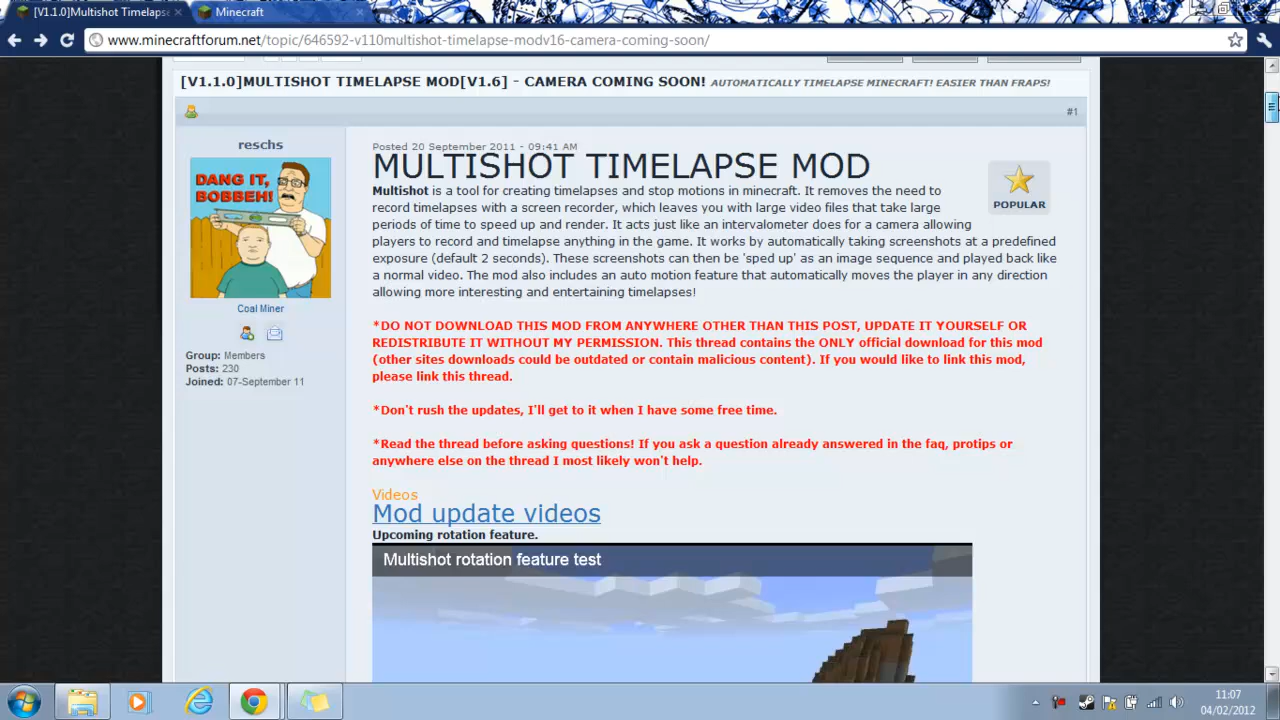 [V1.1.0]Multishot Timelaps
Minecraft
www.minecraftforum.net/topic/646592-v110multishot-timelapse-modv16-camera-coming-soon/
[V1.1.0]MULTISHOT TIMELAPSE MOD[V1.6] - CAMERA COMING SOON! AUTOMATICALLY TIMELAPSE MINECRAFT! EASIER THAN FRAPS!
#1
reschs
DANG IT,
BOBBEH!
Coal Miner
Group: Members
Posts: 230
Joined: 07-September 11
Posted 20 September 2011 - 09:41 AM
MULTISHOT TIMELAPSE MOD
POPULAR
Multishot is a tool for creating timelapses and stop motions in minecraft. It removes the need to
record timelapses with a screen recorder, which leaves you with large video files that take large
periods of time to speed up and render. It acts just like an intervalometer does for a camera allowing
players to record and timelapse anything in the game. It works by automatically taking screenshots at a predefined
exposure (default 2 seconds). These screenshots can then be 'sped up' as an image sequence and played back like
a normal video. The mod also includes an auto motion feature that automatically moves the player in any direction
allowing more interesting and entertaining timelapses!
*DO NOT DOWNLOAD THIS MOD FROM ANYWHERE OTHER THAN THIS POST, UPDATE IT YOURSELF OR
REDISTRIBUTE IT WITHOUT MY PERMISSION. This thread contains the ONLY official download for this mod
(other sites downloads could be outdated or contain malicious content). If you would like to link this mod,
please link this thread.
*Don't rush the updates, I'll get to it when I have some free time.
*Read the thread before asking questions! If you ask a question already answered in the faq, protips or
anywhere else on the thread I most likely won't help.
Videos
Mod update videos
Upcoming rotation feature.
Multishot rotation feature test
11:07
04/02/2012